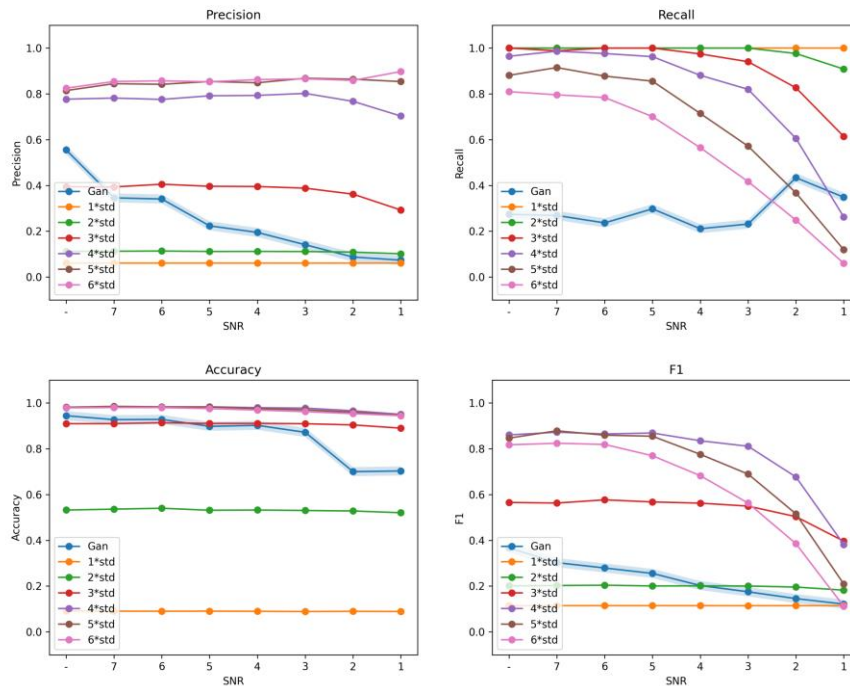 Precision
1.0
0.8
0.6
0.4
0.2
0.0
Precision
Gan
1*std
2*std
3*std
4*std
5*std
6*std
- 7 6 5 4 3 2 1
SNR
Recall
1.0
0.8
0.6
0.4
0.2
0.0
Recall
Gan
1*std
2*std
3*std
4*std
5*std
6*std
- 7 6 5 4 3 2 1
SNR
Accuracy
1.0
0.8
0.6
0.4
0.2
0.0
Accuracy
Gan
1*std
2*std
3*std
4*std
5*std
6*std
- 7 6 5 4 3 2 1
SNR
F1
1.0
0.8
0.6
0.4
0.2
0.0
F1
Gan
1*std
2*std
3*std
4*std
5*std
6*std
- 7 6 5 4 3 2 1
SNR